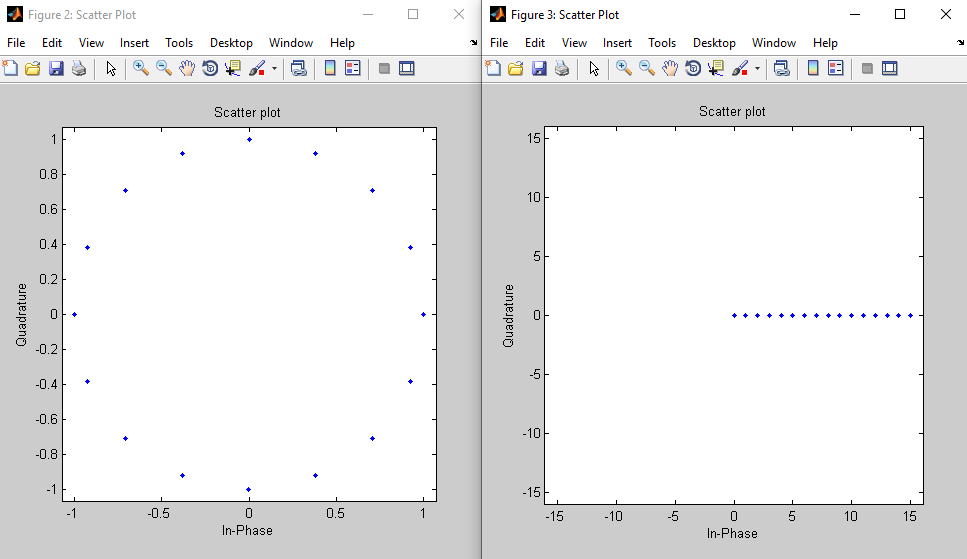 Figure 2: Scatter Plot
File Edit View Insert Tools Desktop Window Help
Scatter plot
1
0.8
0.6
0.4
0.2
0
-0.2
-0.4
-0.6
-0.8
-1
Quadrature
-1 -0.5 0 0.5 1
In-Phase
Figure 3: Scatter Plot
File Edit View Insert Tools Desktop Window Help
Scatter plot
15
10
5
0
-5
-10
-15
Quadrature
-15 -10 -5 0 5 10 15
In-Phase